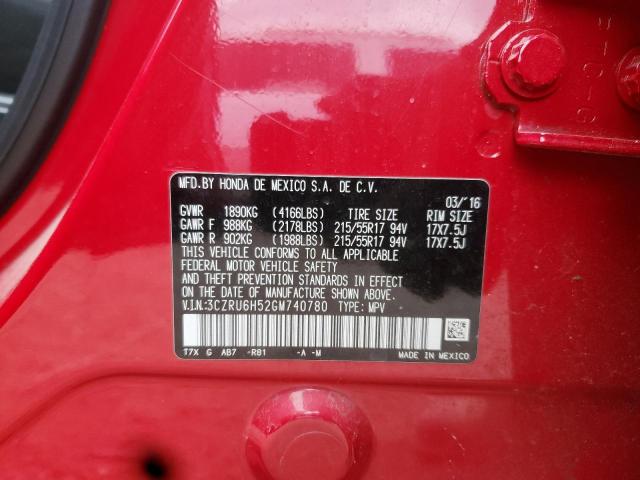 MFD.BY HONDA DE MEXICO S.A. DE C.V.
03/'16
GVWR 1890KG (4166LBS) TIRE SIZE RIM SIZE
GAWR F 988KG (2178LBS) 215/55R17 94V 17X7.5J
GAWR R 902KG (1988LBS) 215/55R17 94V 17X7.5J
THIS VEHICLE CONFORMS TO ALL APPLICABLE
FEDERAL MOTOR VEHICLE SAFETY
AND THEFT PREVENTION STANDARDS IN EFFECT
ON THE DATE OF MANUFACTURE SHOWN ABOVE.
V.I.N.:3CZRU6H52GM740780 TYPE: MPV
T7X G AB7 -R81 -A -M MADE IN MEXICO